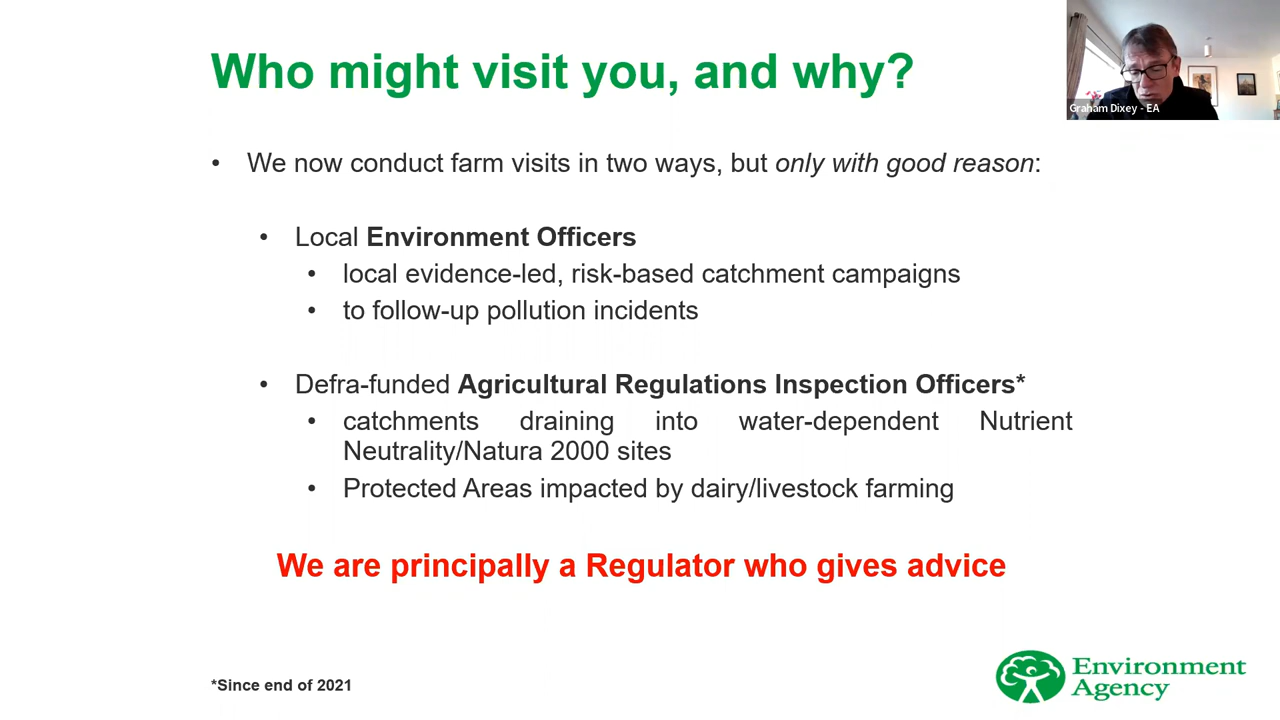 Who might visit you, and why?
Graham Dixey - EA
• We now conduct farm visits in two ways, but only with good reason:
• Local Environment Officers
• local evidence-led, risk-based catchment campaigns
• to follow-up pollution incidents
• Defra-funded Agricultural Regulations Inspection Officers*
• catchments draining into water-dependent Nutrient
Neutrality/Natura 2000 sites
• Protected Areas impacted by dairy/livestock farming
We are principally a Regulator who gives advice
*Since end of 2021
Environment
Agency